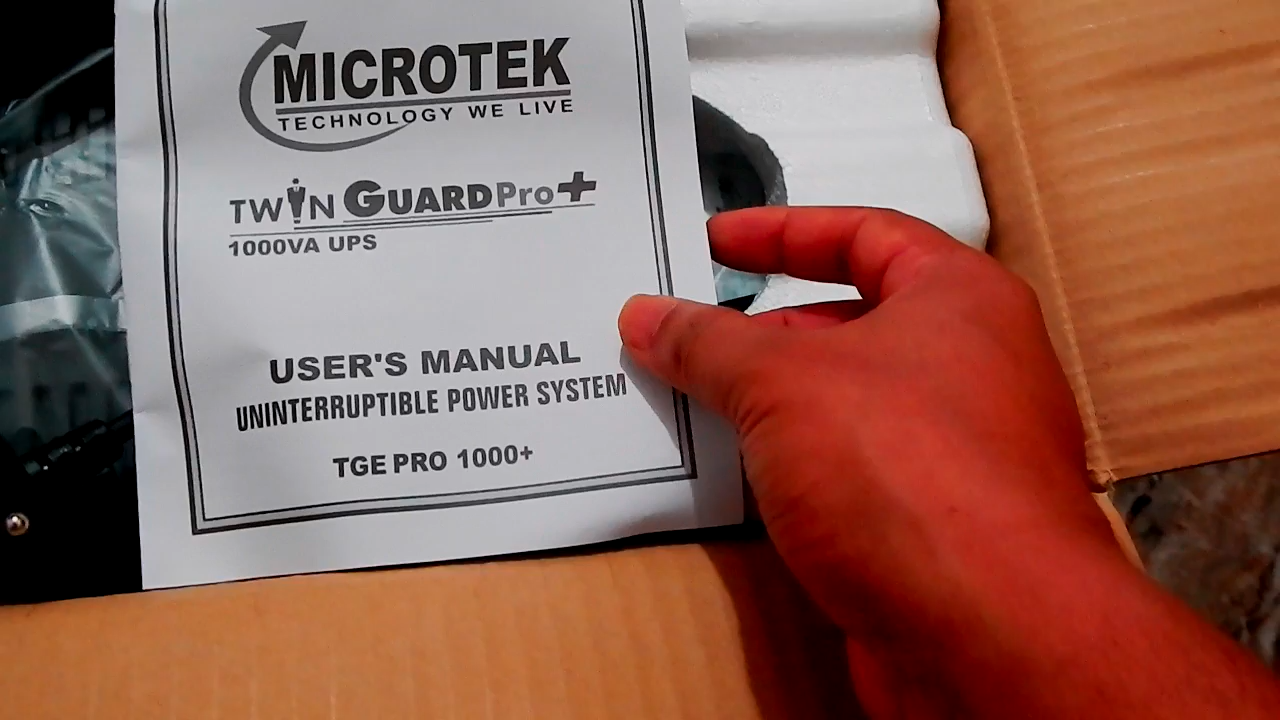 MICROTEK
TECHNOLOGY WE LIVE
TWIN GUARD Pro+
1000VA UPS
USER'S MANUAL
UNINTERRUPTIBLE POWER SYSTEM
TGE PRO 1000+